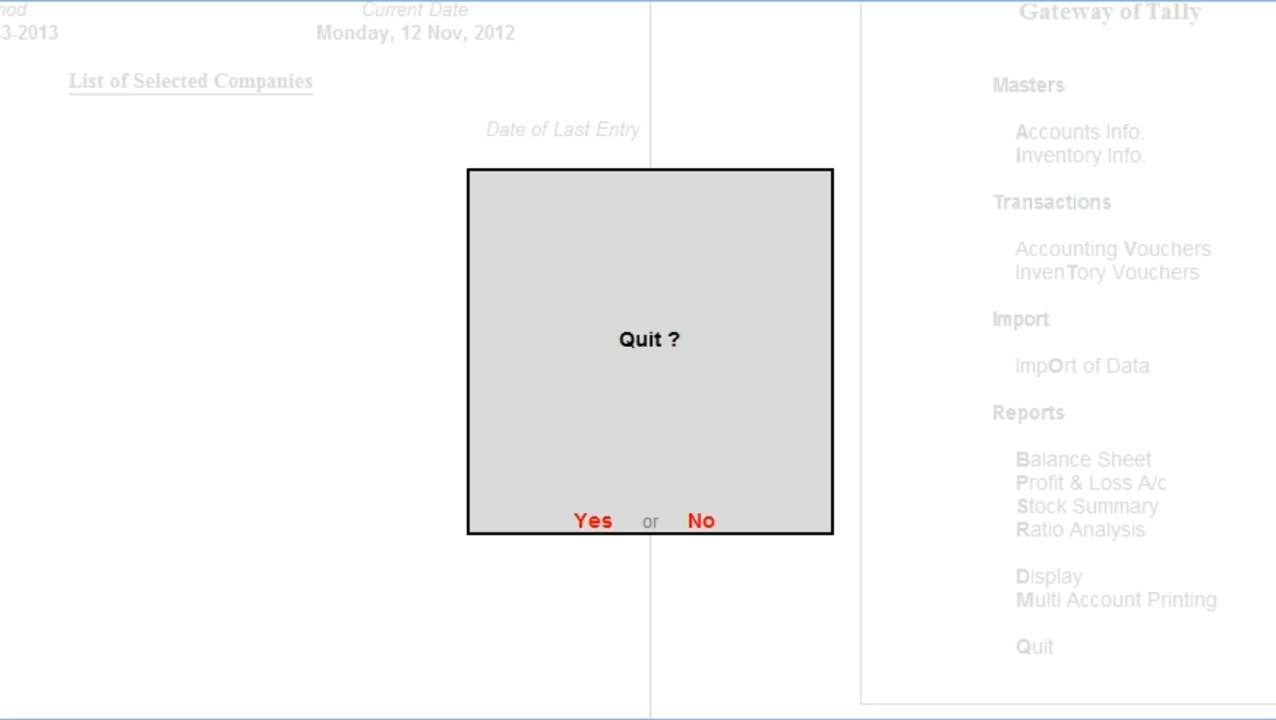 Current Date
3-2013
Monday, 12 Nov, 2012
List of Selected Companies
Date of Last Entry
Quit ?
Yes or No
Gateway of Tally
Masters
Accounts Info.
Inventory Info.
Transactions
Accounting Vouchers
InvenTory Vouchers
Import
ImpOrt of Data
Reports
Balance Sheet
Profit & Loss A/c
Stock Summary
Ratio Analysis
Display
Multi Account Printing
Quit